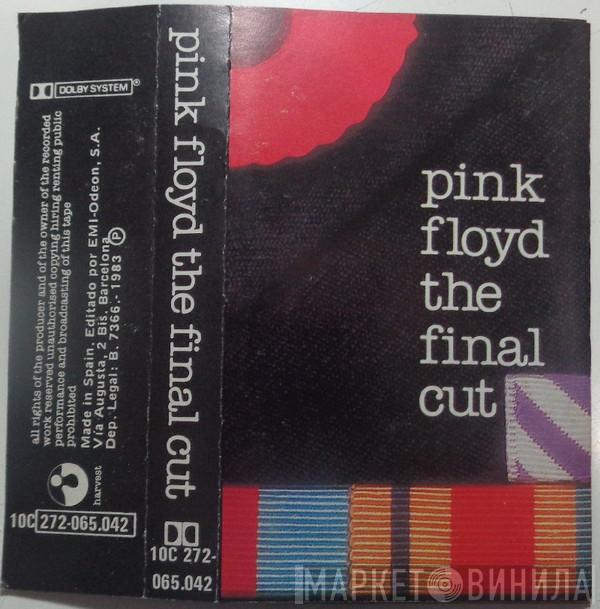 DOLBY SYSTEM®
all rights of the producer and of the owner of the recorded
work reserved unauthorised copying hiring renting public
performance and broadcasting of this tape
prohibited
Made in Spain, Editado por EMI-Odeon, S.A.
Vía Augusta, 2 Bis. Barcelona
Dep. Legal: B. 7366.-1983 Ⓟ
harvest
10C 272-065.042
pink floyd the final cut
10C 272-
065.042
pink
floyd
the
final
cut
МАРКЕТ ВИНИЛА